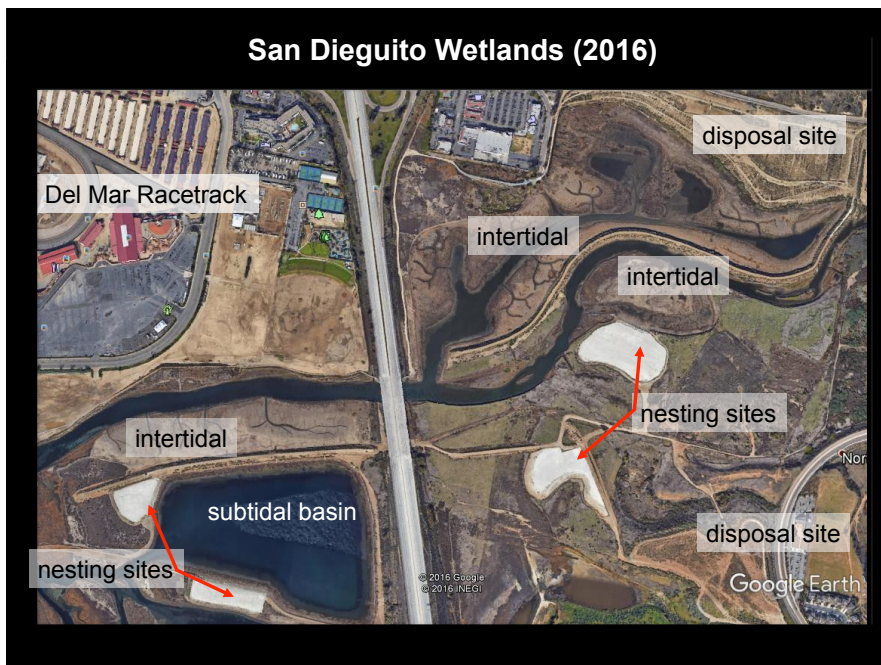 San Dieguito Wetlands (2016)
disposal site
Del Mar Racetrack
intertidal
intertidal
nesting sites
intertidal
Nor
subtidal basin
disposal site
nesting sites
© 2016 Google
© 2016 INEGI
Google Earth